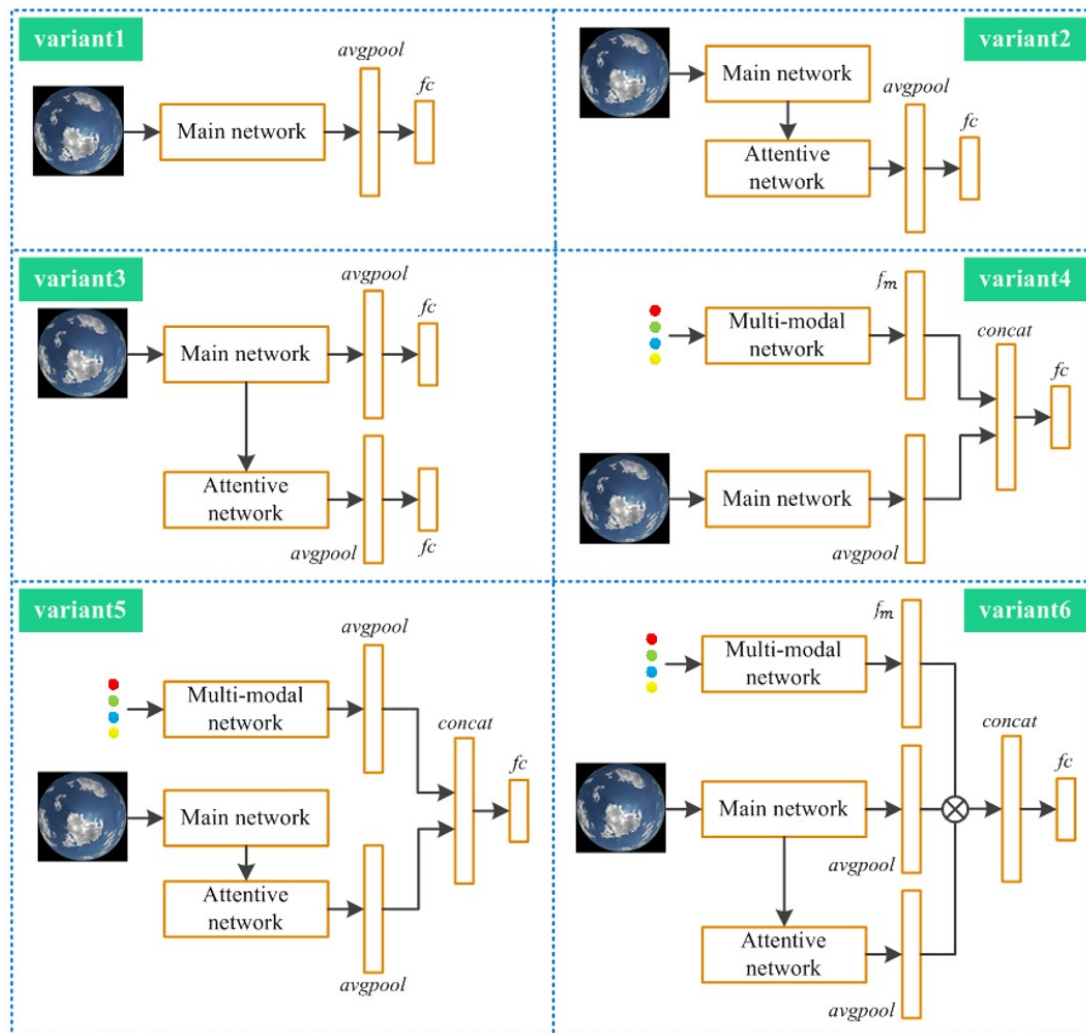 variant1
avgpool
fc
Main network
variant2
Main network
avgpool
fc
Attentive
network
variant3
avgpool
fc
Main network
Attentive
network
avgpool
fc
variant4
fm
Multi-modal
network
concat
fc
Main network
avgpool
variant5
avgpool
Multi-modal
network
concat
fc
Main network
Attentive
network
avgpool
variant6
fm
Multi-modal
network
concat
fc
Main network
avgpool
Attentive
network
avgpool